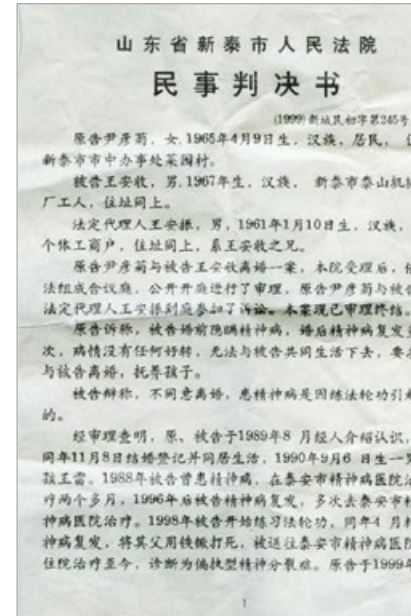 山东省新泰市人民法院
民事判决书
(1999)新城民初字第245号
原告尹彦菊，女，1965年4月9日生，汉族，居民，
新泰市市中办事处菜园村。
被告王安收，男，1967年生，汉族， 新泰市泰山机械
厂工人，住址同上。
法定代理人王安振，男，1961年1月10日生，汉族，
个体工商户，住址同上，系王安收之兄。
原告尹彦菊与被告王安收离婚一案，本院受理后，依
法组成合议庭，公开开庭进行了审理，原告尹彦菊与被告
法定代理人王安振到庭参加了诉讼。本案现已审理终结。
原告诉称，被告婚前隐瞒精神病，婚后精神病复发多
次，病情没有任何好转，无法与被告共同生活下去，要求
与被告离婚，抚养孩子。
被告辩称，不同意离婚，患精神病是因练法轮功引起
的。
经审理查明，原、被告于1989年8月经人介绍认识，
同年11月8日结婚登记并同居生活，1990年9月6日生一男
孩王雷。1988年被告曾患精神病，在泰安市精神病医院治
疗两个多月，1996年后被告精神病复发，多次去泰安市精
神病医院治疗。1998年被告开始练习法轮功，同年4月精
神病复发，将其父用铁锨打死，被送往泰安市精神病医院
住院治疗至今，诊断为偏执型精神分裂症。原告于1999年
1